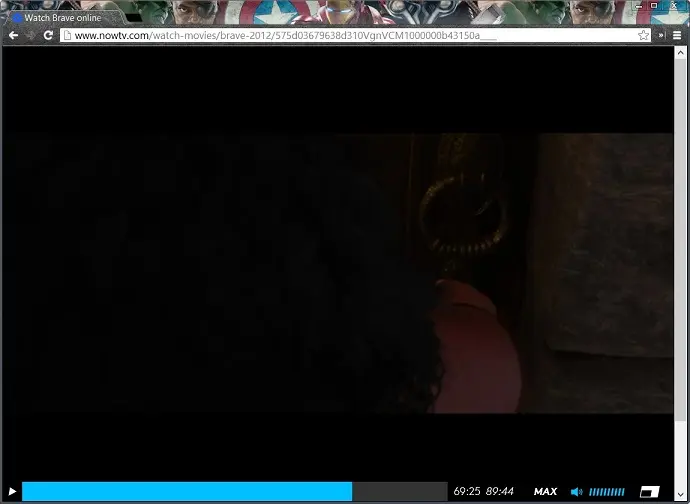 Watch Brave online
www.nowtv.com/watch-movies/brave-2012/575d03679638d310VgnVCM1000000b43150a____
69:25 89:44 MAX